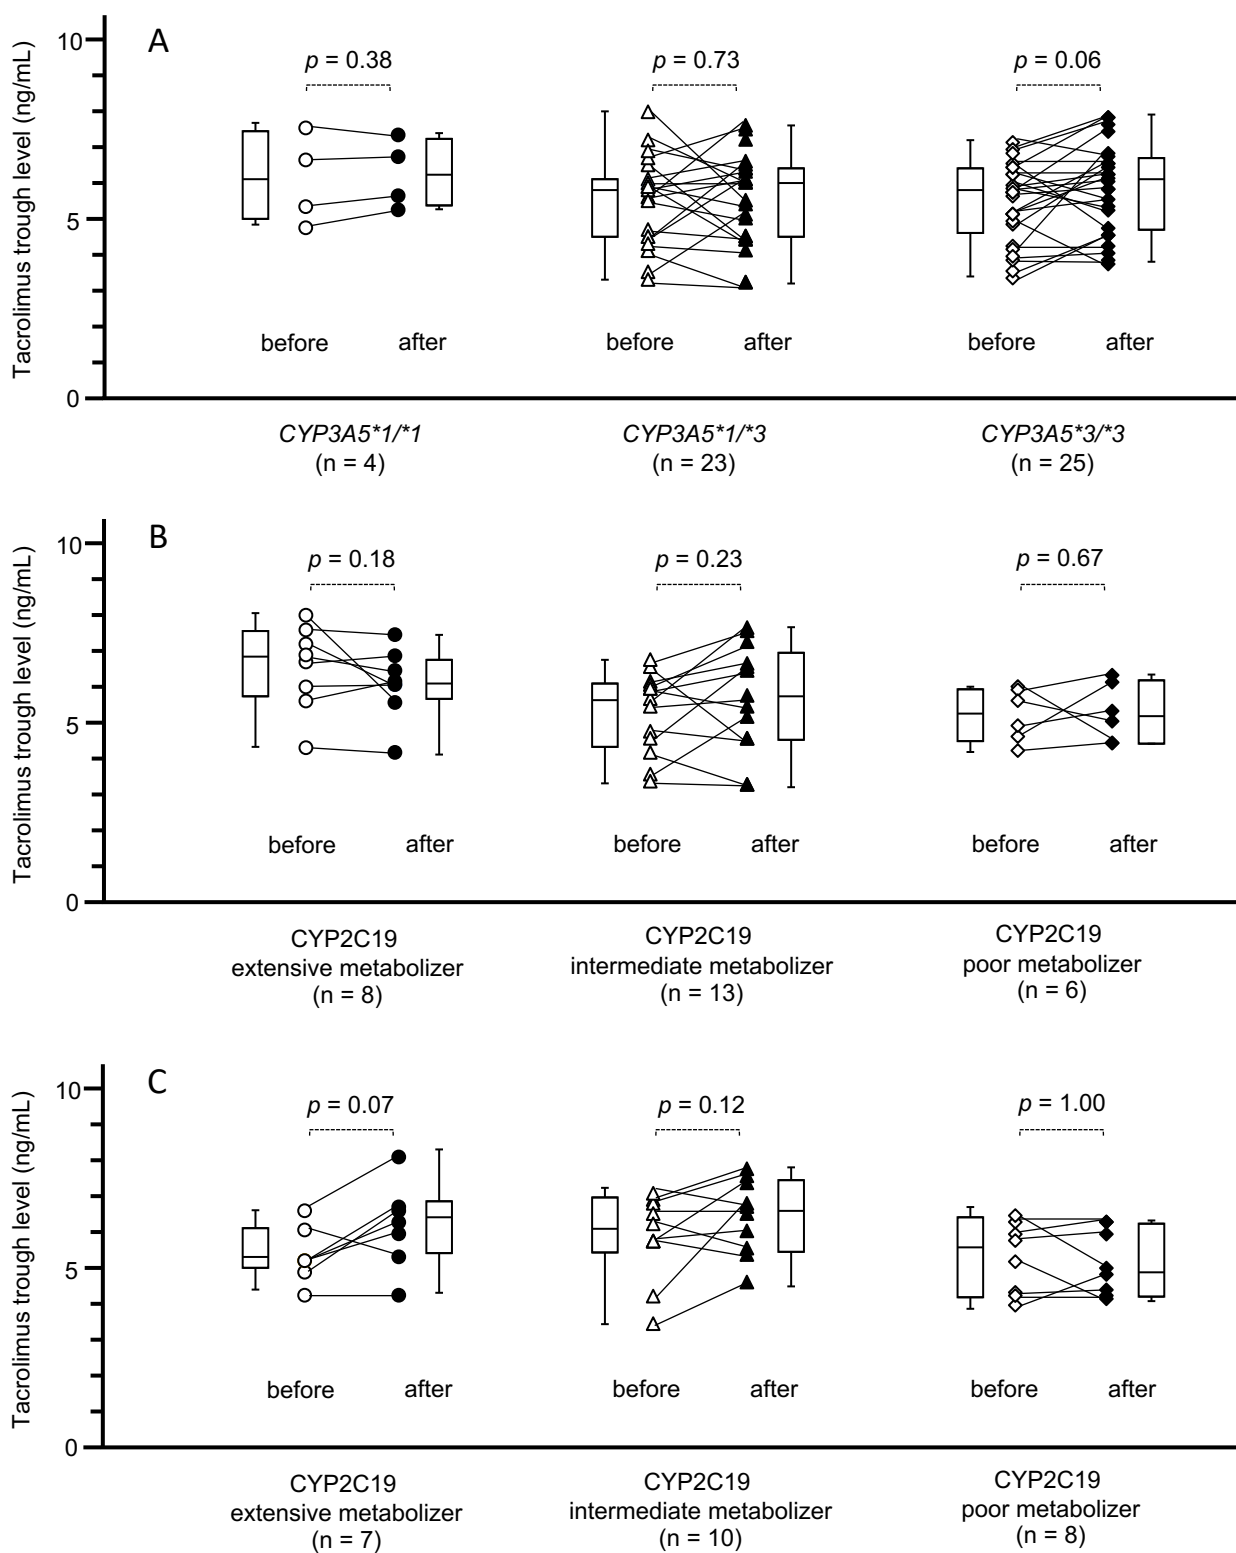 A
Tacrolimus trough level (ng/mL)
10
5
0
p = 0.38
p = 0.73
p = 0.06
before
after
before
after
before
after
CYP3A5*1/*1
(n = 4)
CYP3A5*1/*3
(n = 23)
CYP3A5*3/*3
(n = 25)
B
Tacrolimus trough level (ng/mL)
10
5
0
p = 0.18
p = 0.23
p = 0.67
before
after
before
after
before
after
CYP2C19
extensive metabolizer
(n = 8)
CYP2C19
intermediate metabolizer
(n = 13)
CYP2C19
poor metabolizer
(n = 6)
C
Tacrolimus trough level (ng/mL)
10
5
0
p = 0.07
p = 0.12
p = 1.00
before
after
before
after
before
after
CYP2C19
extensive metabolizer
(n = 7)
CYP2C19
intermediate metabolizer
(n = 10)
CYP2C19
poor metabolizer
(n = 8)